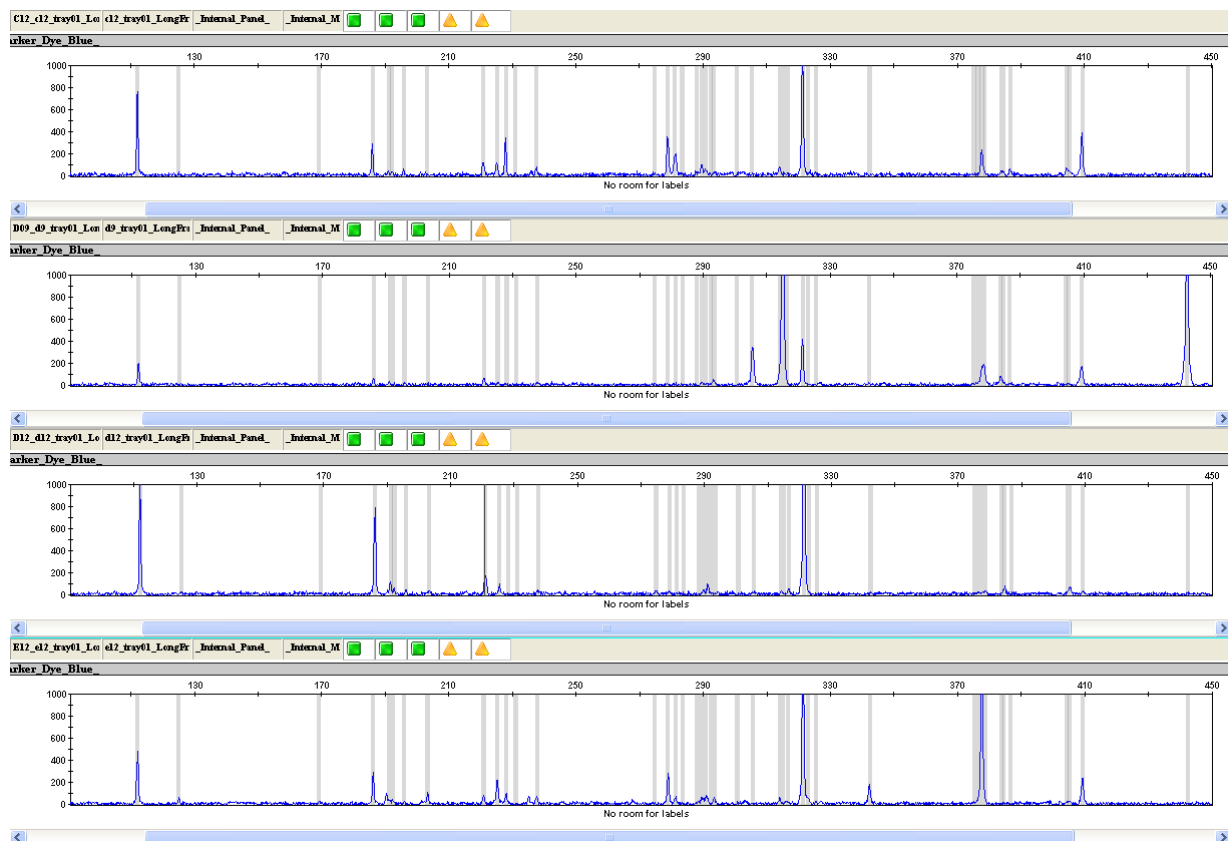 C12_c12_tray01_Lo c12_tray01_LongFr _Internal_Panel_ _Internal_M
arker_Dye_Blue_
130 170 210 250 290 330 370 410 450
1000
800
600
400
200
0
No room for labels
D09_d9_tray01_Lon d9_tray01_LongFr _Internal_Panel_ _Internal_M
arker_Dye_Blue_
130 170 210 250 290 330 370 410 450
1000
800
600
400
200
0
No room for labels
D12_d12_tray01_Lo d12_tray01_LongFr _Internal_Panel_ _Internal_M
arker_Dye_Blue_
130 170 210 250 290 330 370 410 450
1000
800
600
400
200
0
No room for labels
E12_e12_tray01_Lo e12_tray01_LongFr _Internal_Panel_ _Internal_M
arker_Dye_Blue_
130 170 210 250 290 330 370 410 450
1000
800
600
400
200
0
No room for labels